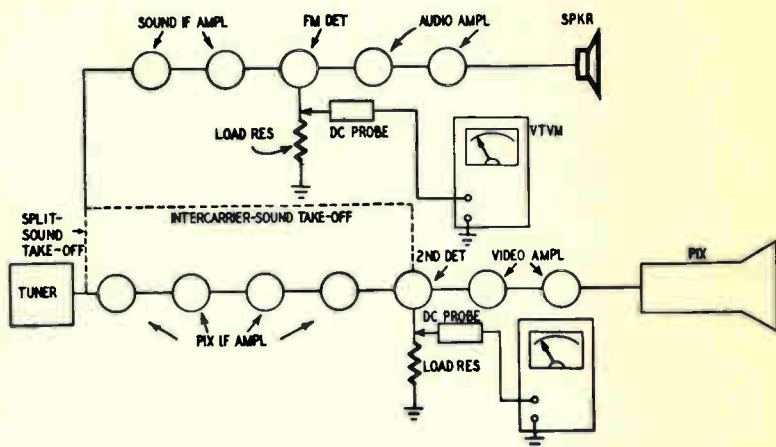 SOUND IF AMPL
FM DET
AUDIO AMPL
SPKR
LOAD RES
DC PROBE
VTVM
SPLIT-
SOUND
TAKE-OFF
INTERCARRIER-SOUND TAKE-OFF
TUNER
PIX IF AMPL
2ND DET
VIDEO AMPL
PIX
DC PROBE
LOAD RES